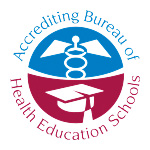 Accrediting Bureau of
Health Education Schools